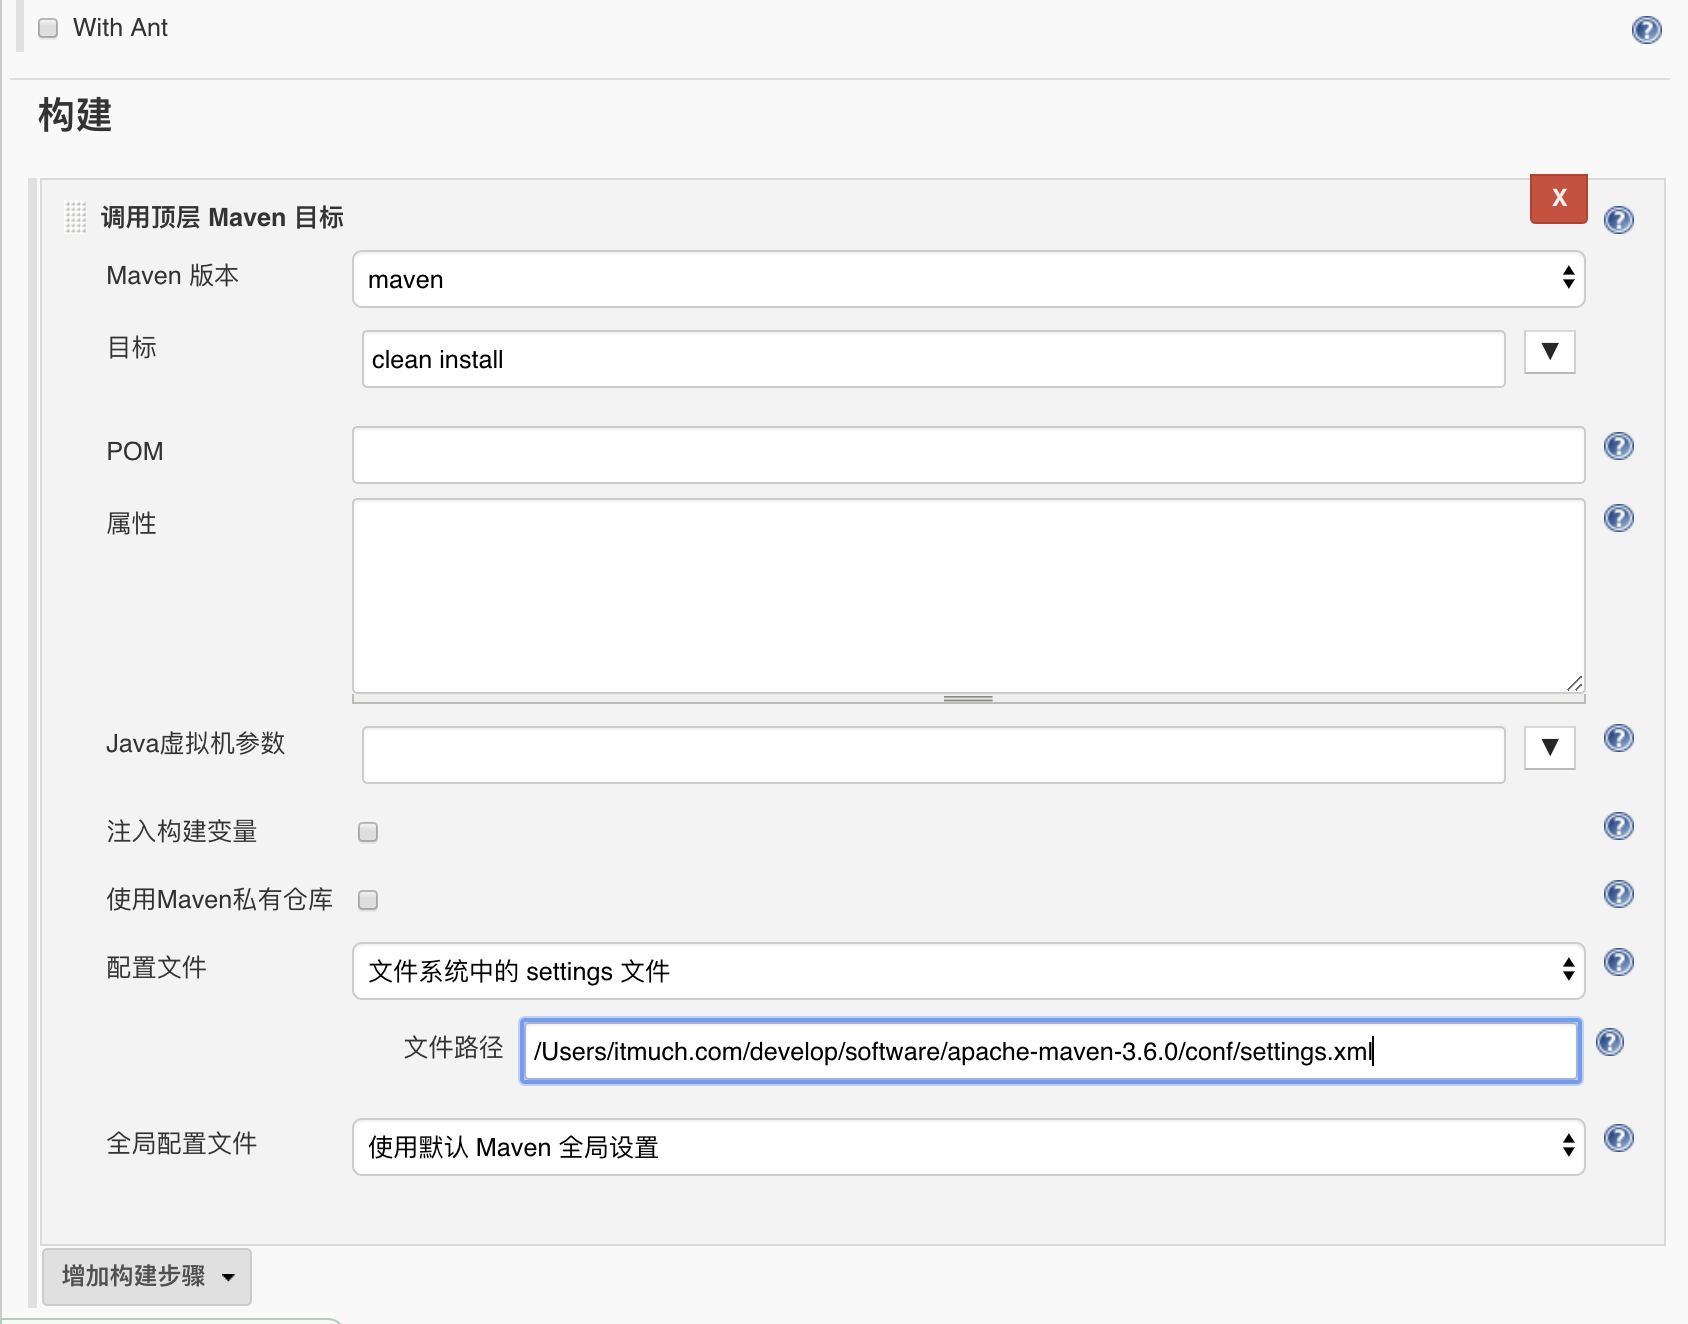 With Ant
构建
X
调用顶层 Maven 目标
Maven 版本
maven
目标
clean install
POM
属性
Java虚拟机参数
注入构建变量
使用Maven私有仓库
配置文件
文件系统中的 settings 文件
文件路径
/Users/itmuch.com/develop/software/apache-maven-3.6.0/conf/settings.xml
全局配置文件
使用默认 Maven 全局设置
增加构建步骤